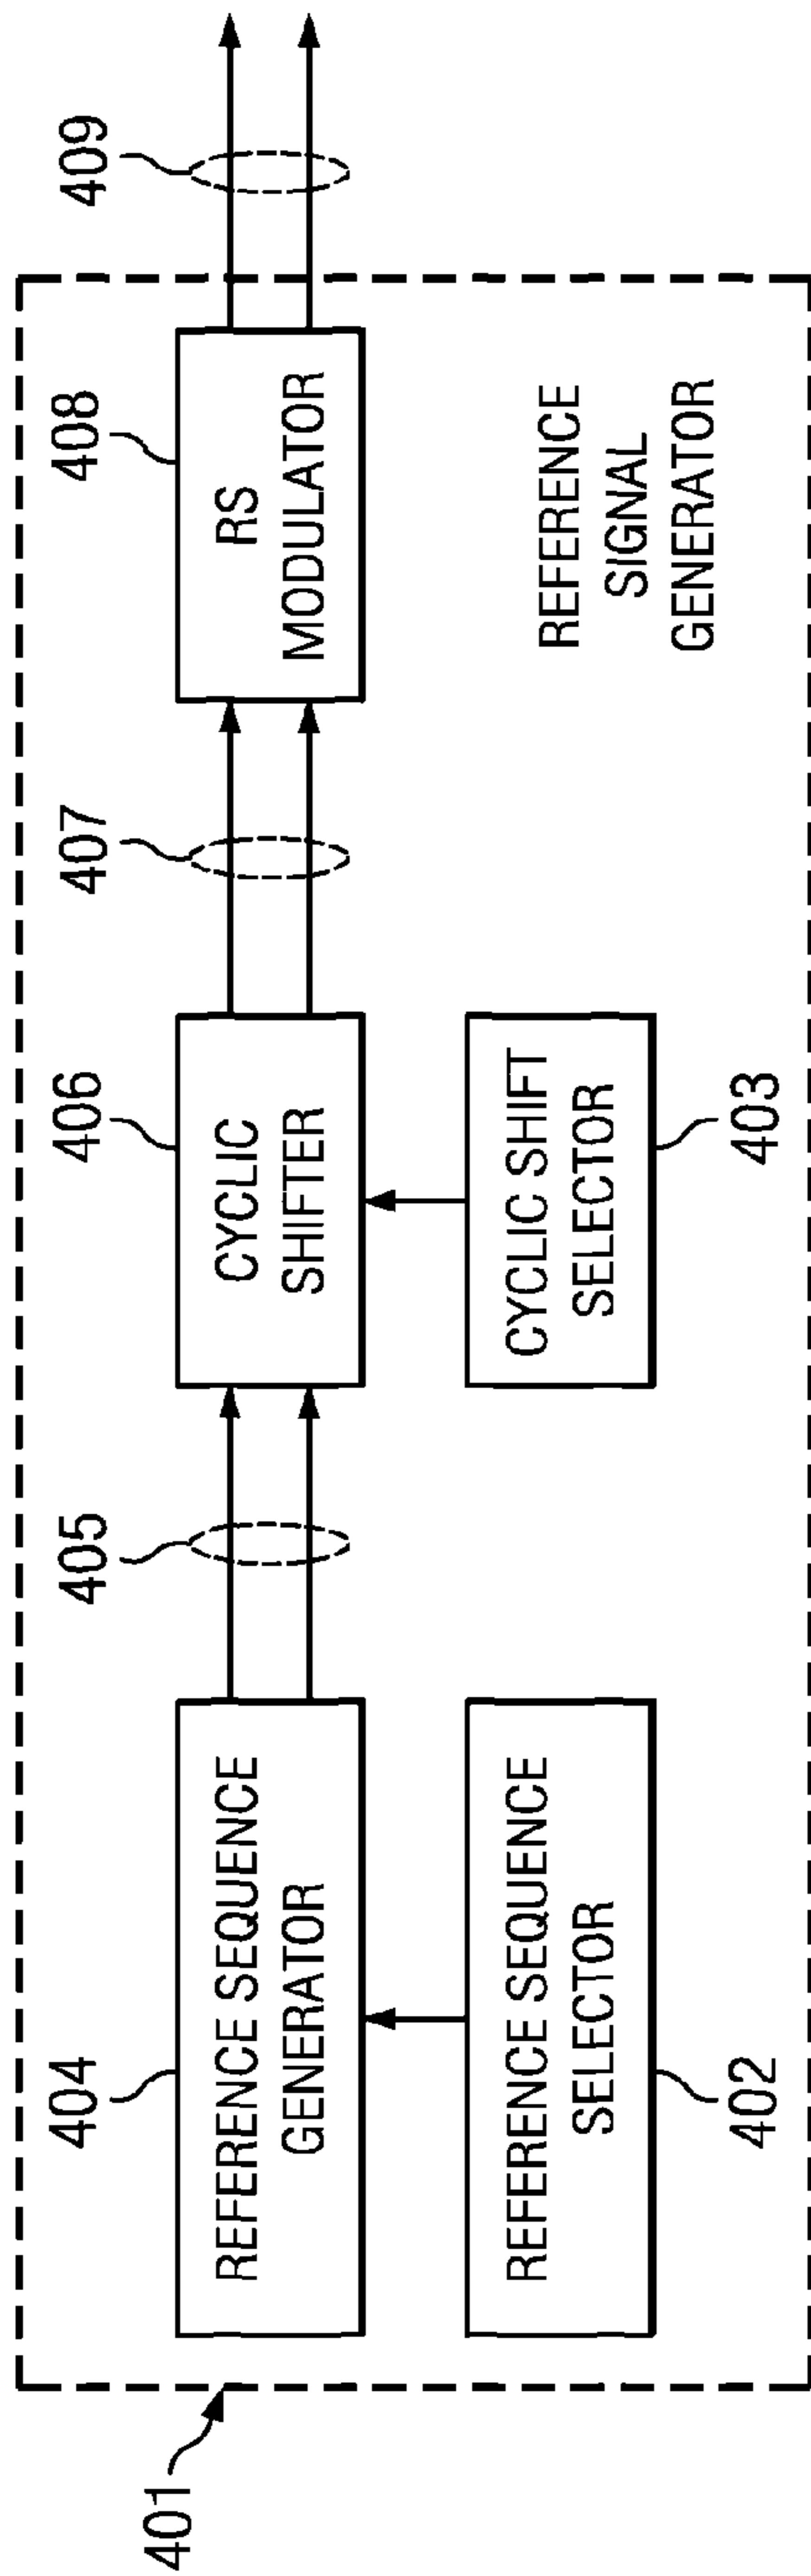 401
404
REFERENCE SEQUENCE
GENERATOR
405
406
CYCLIC
SHIFTER
407
408
RS
MODULATOR
409
REFERENCE SEQUENCE
SELECTOR
402
CYCLIC SHIFT
SELECTOR
403
REFERENCE
SIGNAL
GENERATOR